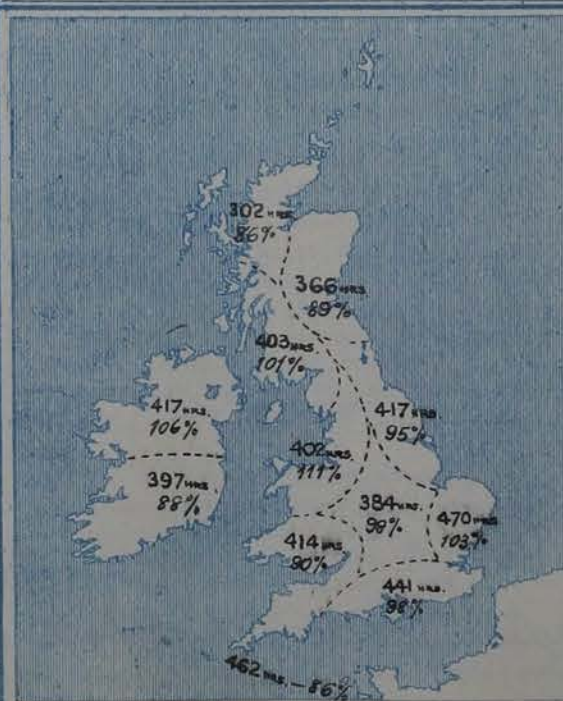 302 HRS.
86%
366 HRS.
89%
403 HRS.
101%
417 HRS.
106%
417 HRS.
95%
402 HRS.
111%
397 HRS
88%
384 HRS.
98%
470 HRS
103%
414 HRS.
90%
441 HRS.
98%
462 HRS. — 86%